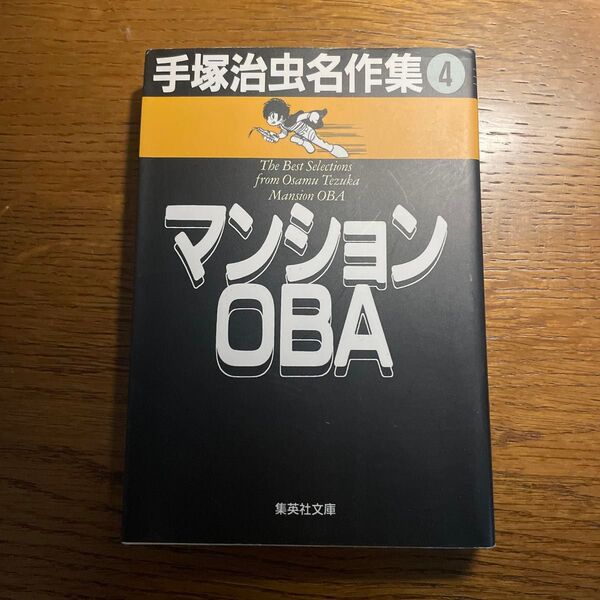 手塚治虫名作集4
The Best Selections
from Osamu Tezuka
Mansion OBA
マンション
OBA
集英社文庫